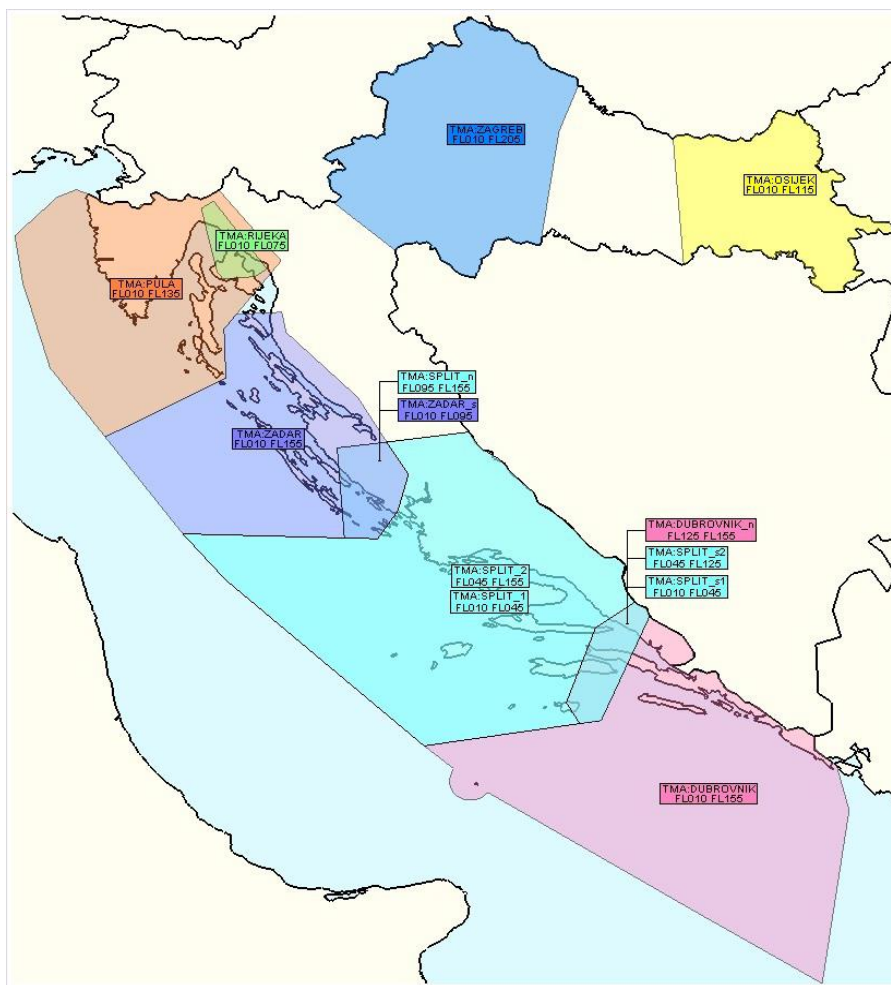 TMA:ZAGREB
FL010 FL205
TMA:OSIJEK
FL010 FL115
TMA:RIJEKA
FL010 FL075
TMA:PULA
FL010 FL135
TMA:SPLIT_n
FL095 FL155
TMA:ZADAR_s
FL010 FL095
TMA:ZADAR
FL010 FL155
TMA:DUBROVNIK_n
FL125 FL155
TMA:SPLIT_s2
FL045 FL125
TMA:SPLIT_s1
FL010 FL045
TMA:SPLIT_2
FL045 FL155
TMA:SPLIT_1
FL010 FL045
TMA:DUBROVNIK
FL010 FL155